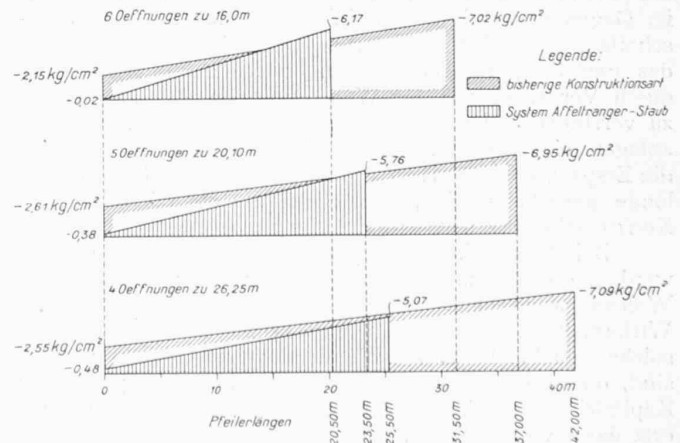 6 Oeffnungen zu 16,0m
-6,17
-7,02 kg/cm²
-2,15 kg/cm²
-0,02
Legende:
bisherige Konstruktionsart
System Affeltranger-Staub
5 Oeffnungen zu 20,10m
-5,76
-6,95 kg/cm²
-2,61 kg/cm²
-0,38
4 Oeffnungen zu 26,25m
-5,07
-7,09 kg/cm²
-2,55 kg/cm²
-0,48
0 10 20 30 40m
Pfeilerlängen
20,50m
23,50m
25,50m
31,50m
37,00m
42,00m